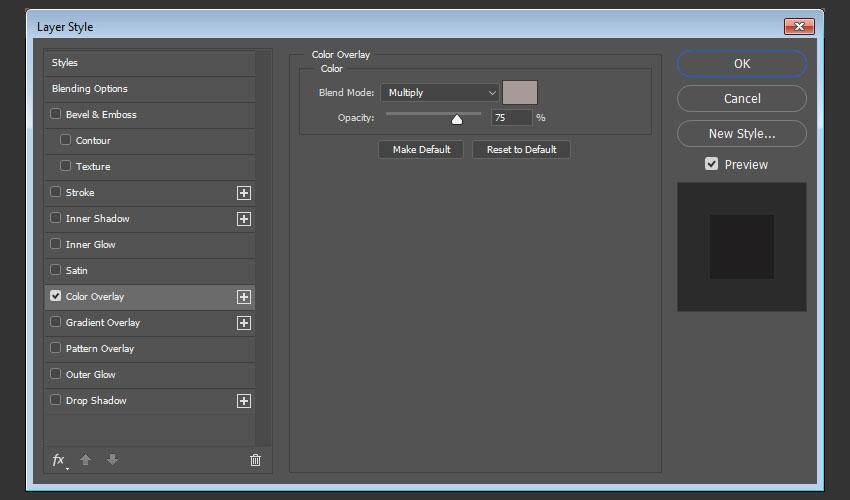 Layer Style
Styles
Blending Options
Bevel & Emboss
Contour
Texture
Stroke
Inner Shadow
Inner Glow
Satin
Color Overlay
Gradient Overlay
Pattern Overlay
Outer Glow
Drop Shadow
fx
Color Overlay
Color
Blend Mode: Multiply
Opacity: 75 %
Make Default Reset to Default
OK
Cancel
New Style...
Preview